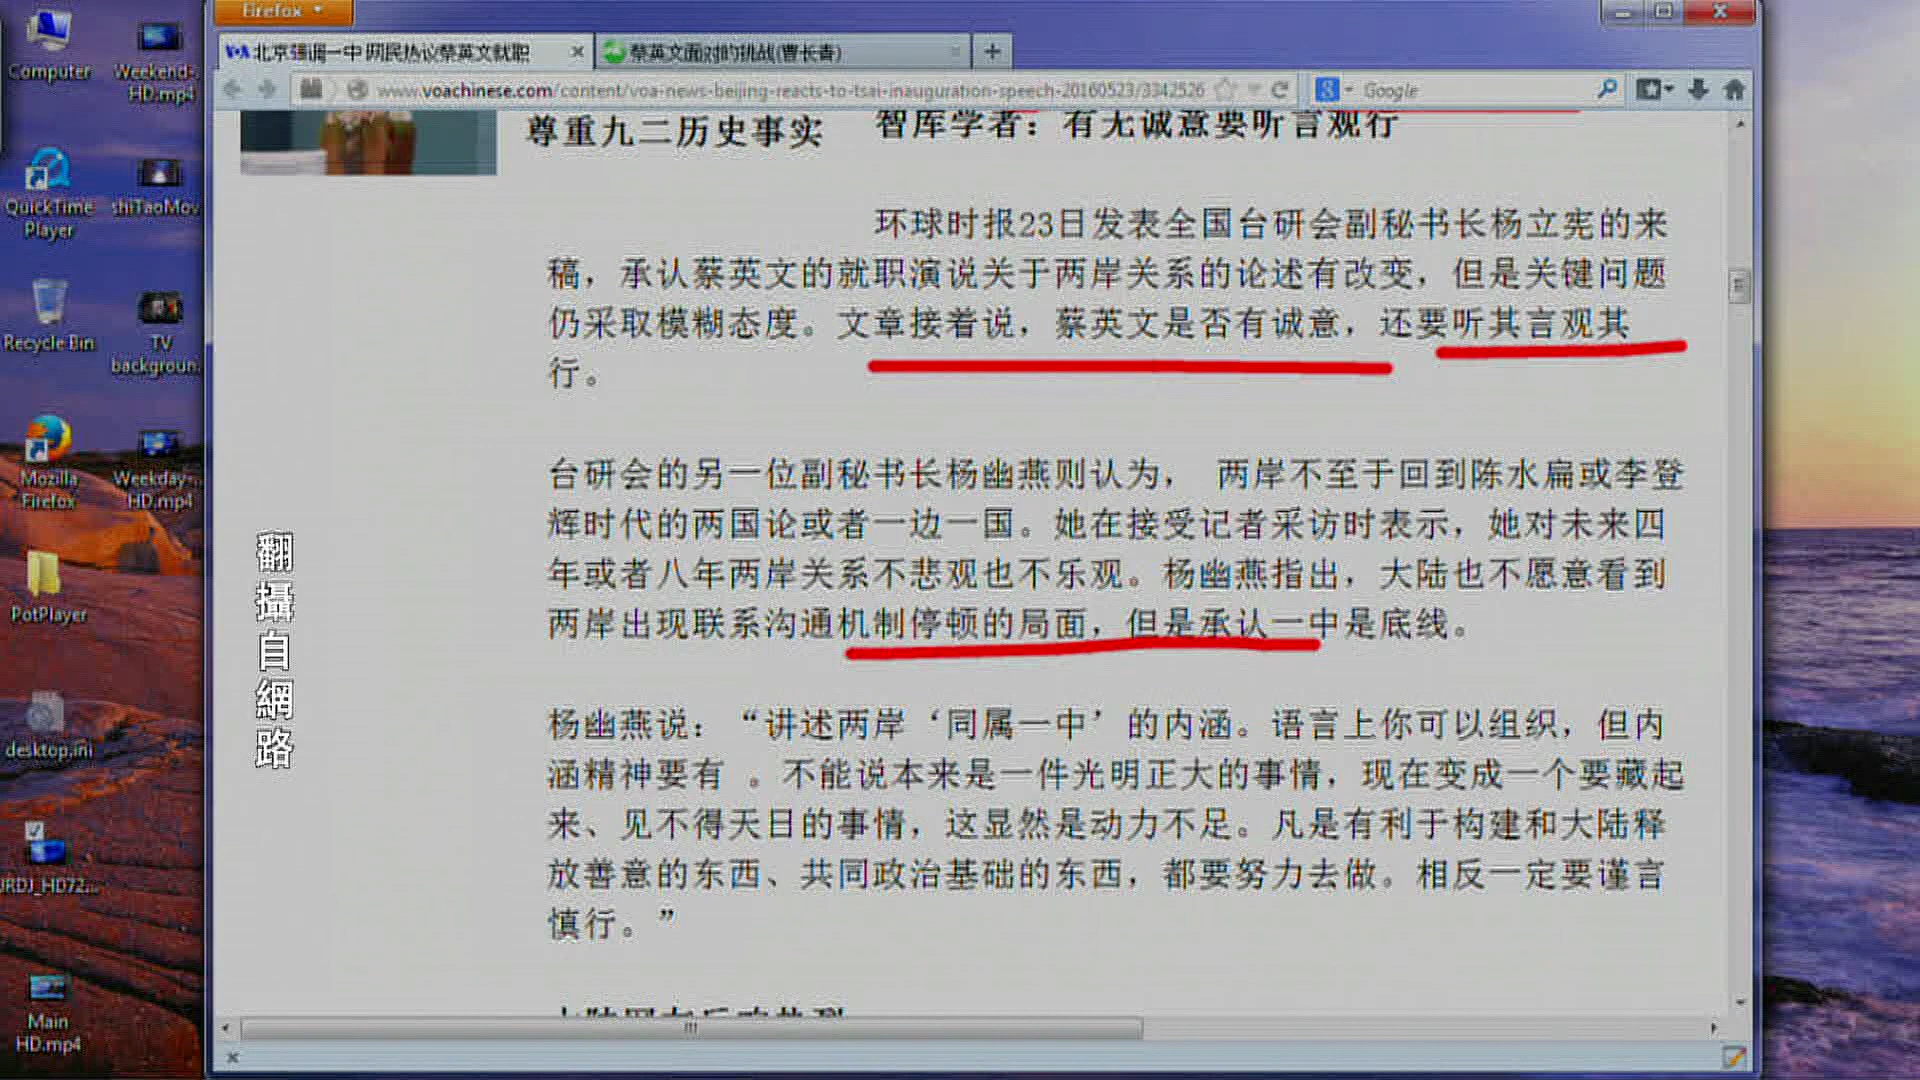 Firefox
VOA 北京强调一中 网民热议蔡英文就职
蔡英文面对的挑战(曹长青)
www.voachinese.com/content/voa-news-beijing-reacts-to-tsai-inauguration-speech-20160523/3342526
Google
Computer
Weekend-
HD.mp4
QuickTime
Player
shiTaoMov
Recycle Bin
TV
backgroun
Mozilla
Firefox
Weekday-
HD.mp4
PotPlayer
desktop.ini
JRDJ_HD72...
Main
HD.mp4
翻攝自網路
尊重九二历史事实
智库学者：有无诚意要听言观行
环球时报23日发表全国台研会副秘书长杨立宪的来
稿，承认蔡英文的就职演说关于两岸关系的论述有改变，但是关键问题
仍采取模糊态度。文章接着说，蔡英文是否有诚意，还要听其言观其
行。
台研会的另一位副秘书长杨幽燕则认为， 两岸不至于回到陈水扁或李登
辉时代的两国论或者一边一国。她在接受记者采访时表示，她对未来四
年或者八年两岸关系不悲观也不乐观。杨幽燕指出，大陆也不愿意看到
两岸出现联系沟通机制停顿的局面，但是承认一中是底线。
杨幽燕说：“讲述两岸‘同属一中’的内涵。语言上你可以组织，但内
涵精神要有 。不能说本来是一件光明正大的事情，现在变成一个要藏起
来、见不得天日的事情，这显然是动力不足。凡是有利于构建和大陆释
放善意的东西、共同政治基础的东西，都要努力去做。相反一定要谨言
慎行。”